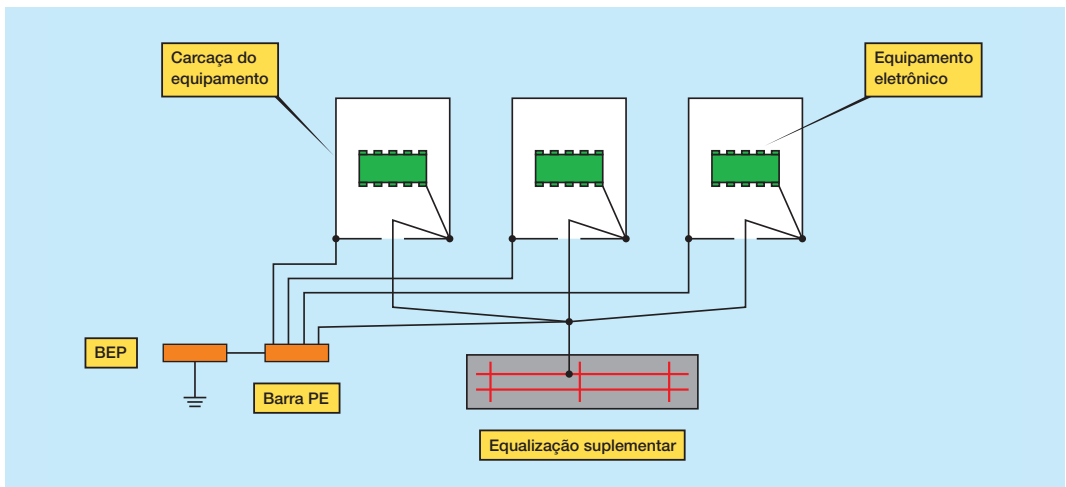 Carcaça do
equipamento
Equipamento
eletrônico
BEP
Barra PE
Equalização suplementar